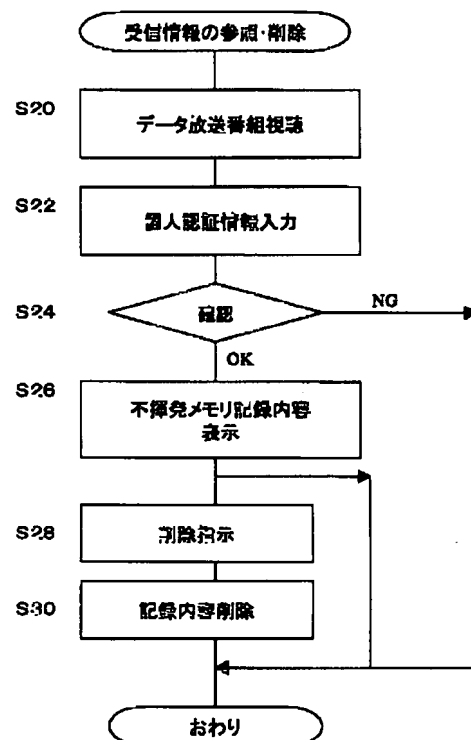 受信情報の参照・削除
S20
データ放送番組視聴
S22
個人認証情報入力
S24
確認
NG
OK
S26
不揮発メモリ記録内容
表示
S28
削除指示
S30
記録内容削除
おわり